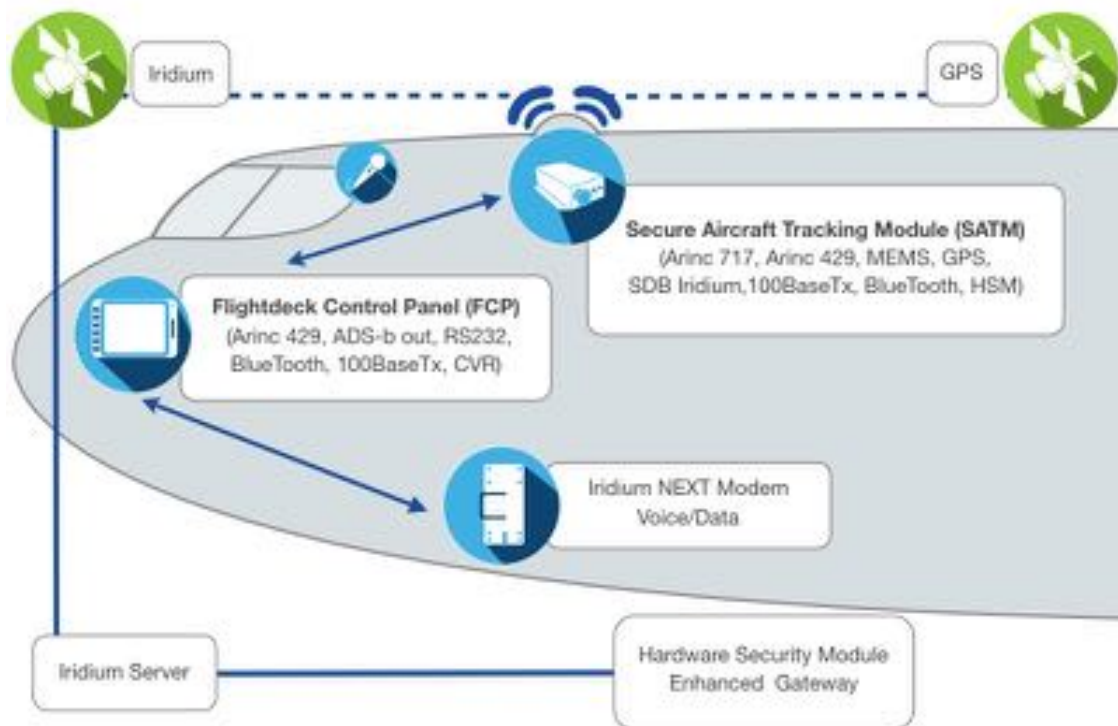 Iridium
GPS
Secure Aircraft Tracking Module (SATM)
(Arinc 717, Arinc 429, MEMS, GPS,
SDB Iridium,100BaseTx, BlueTooth, HSM)
Flightdeck Control Panel (FCP)
(Arinc 429, ADS-b out, RS232,
BlueTooth, 100BaseTx, CVR)
Iridium NEXT Modem
Voice/Data
Iridium Server
Hardware Security Module
Enhanced Gateway